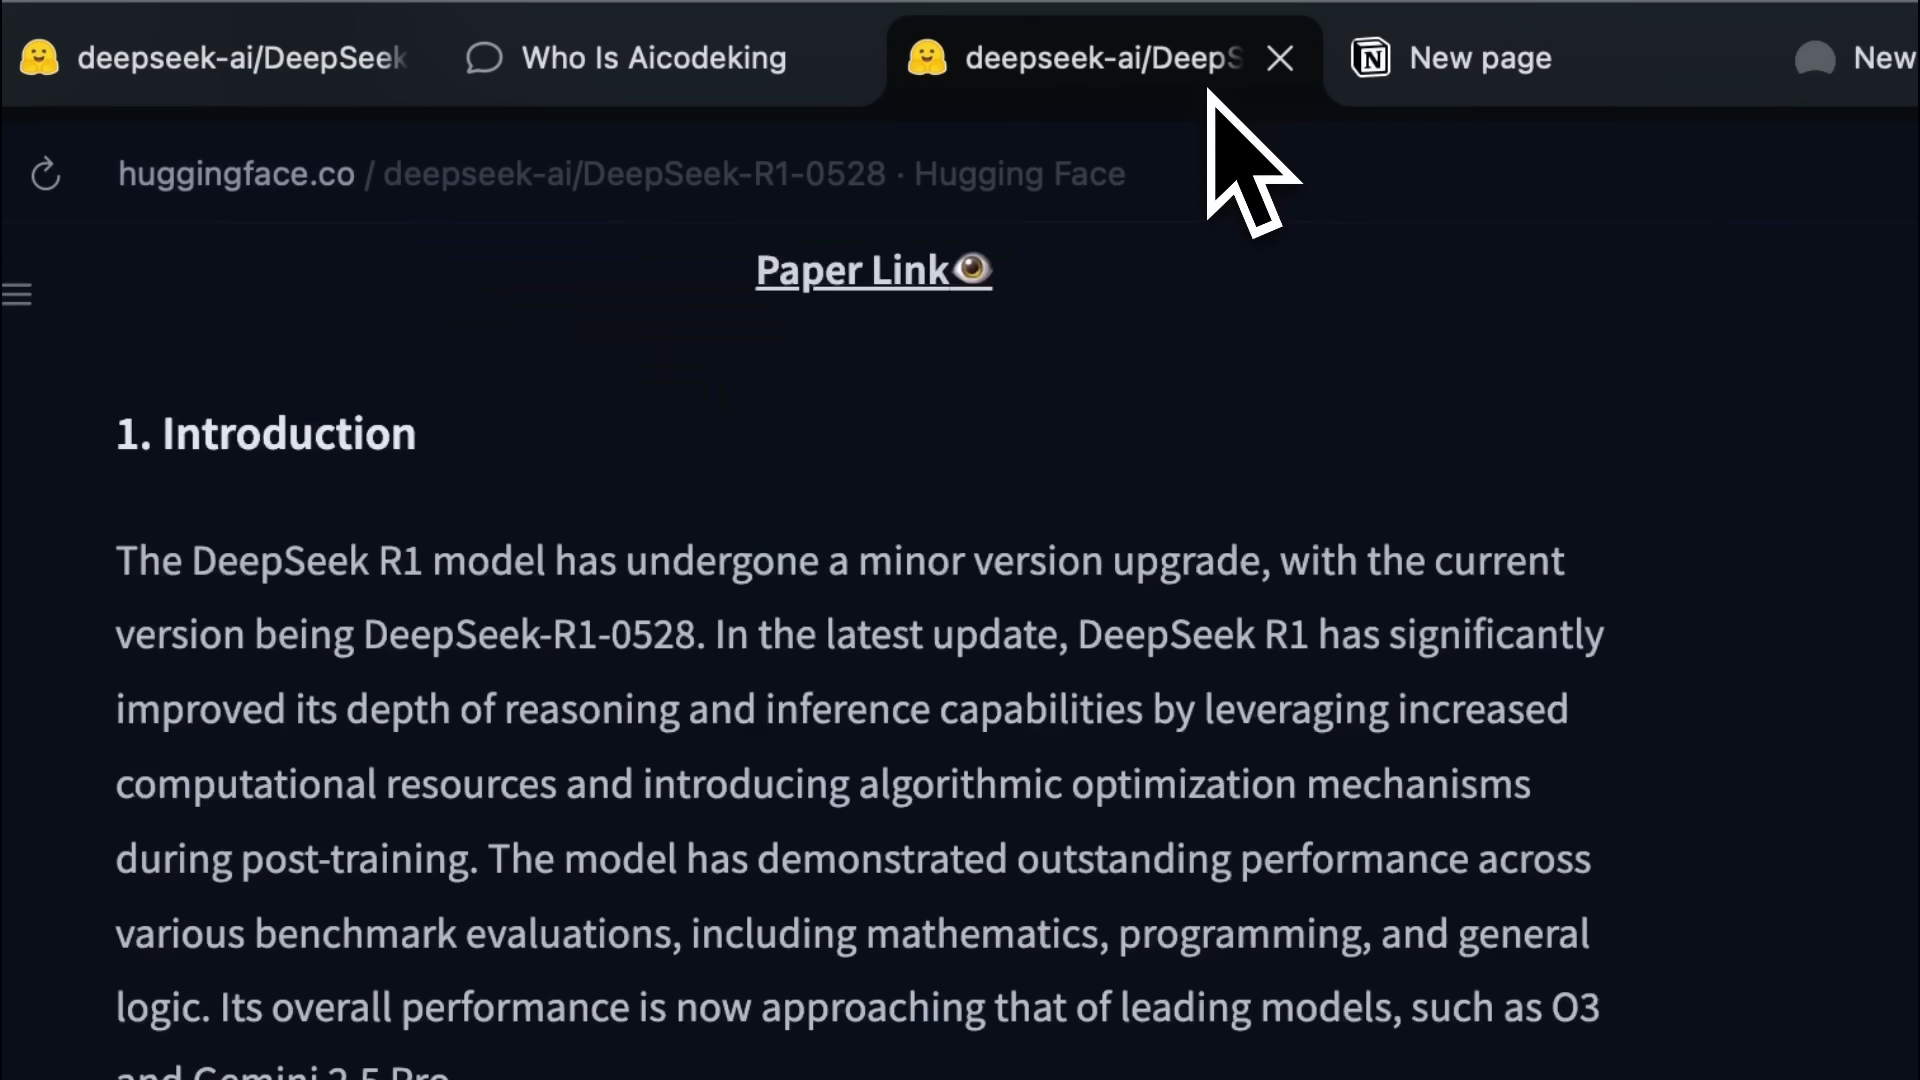 deepseek-ai/DeepSeek
Who Is Aicodeking
deepseek-ai/DeepS
New page
New
huggingface.co / deepseek-ai/DeepSeek-R1-0528 · Hugging Face
Paper Link👁️
1. Introduction
The DeepSeek R1 model has undergone a minor version upgrade, with the current
version being DeepSeek-R1-0528. In the latest update, DeepSeek R1 has significantly
improved its depth of reasoning and inference capabilities by leveraging increased
computational resources and introducing algorithmic optimization mechanisms
during post-training. The model has demonstrated outstanding performance across
various benchmark evaluations, including mathematics, programming, and general
logic. Its overall performance is now approaching that of leading models, such as O3
and Gemini 2.5 Pro.